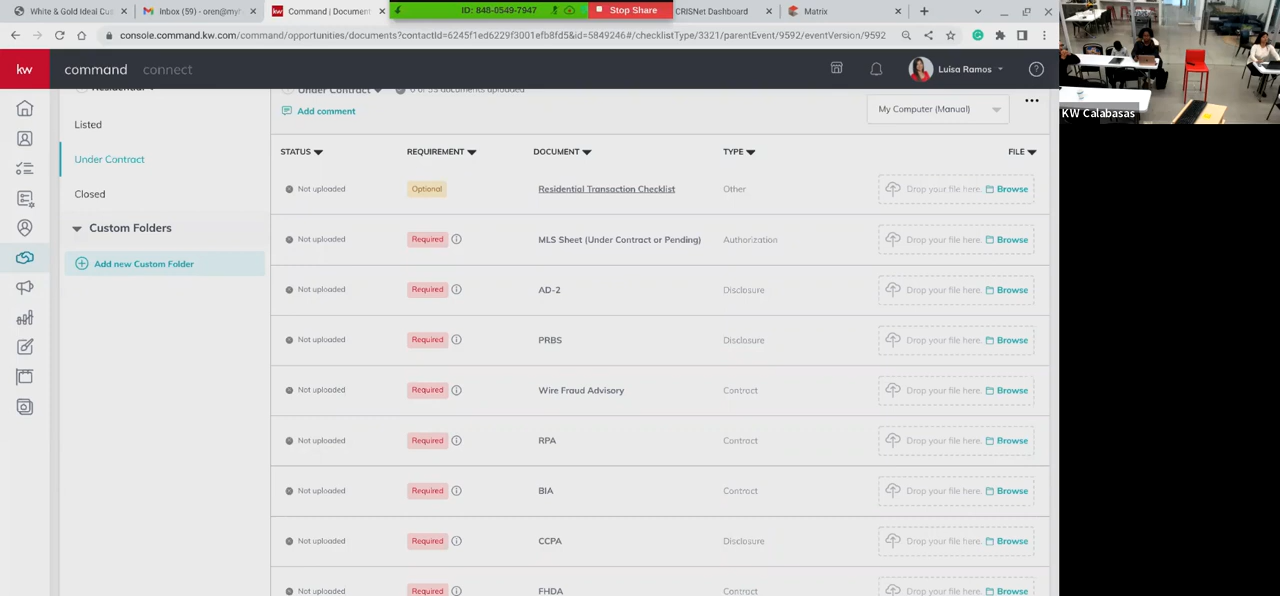 White & Gold Ideal Cus
Inbox (59) - oren@myh
Command | Document
ID: 848-0549-7947
Stop Share
CRISNet Dashboard
Matrix
console.command.kw.com/command/opportunities/documents?contactId=6245f1ed6229f3001efb8fd5&id=5849246#/checklistType/3321/parentEvent/9592/eventVersion/9592
kw command connect
Luisa Ramos
KW Calabasas
Residential
Listed
Under Contract
Closed
Custom Folders
Add new Custom Folder
Under Contract
documents uploaded
Add comment
My Computer (Manual)
STATUS REQUIREMENT DOCUMENT TYPE FILE
Not uploaded Optional Residential Transaction Checklist Other Drop your file here. Browse
Not uploaded Required MLS Sheet (Under Contract or Pending) Authorization Drop your file here. Browse
Not uploaded Required AD-2 Disclosure Drop your file here. Browse
Not uploaded Required PRBS Disclosure Drop your file here. Browse
Not uploaded Required Wire Fraud Advisory Contract Drop your file here. Browse
Not uploaded Required RPA Contract Drop your file here. Browse
Not uploaded Required BIA Contract Drop your file here. Browse
Not uploaded Required CCPA Disclosure Drop your file here. Browse
Not uploaded Required FHDA Disclosure Drop your file here. Browse